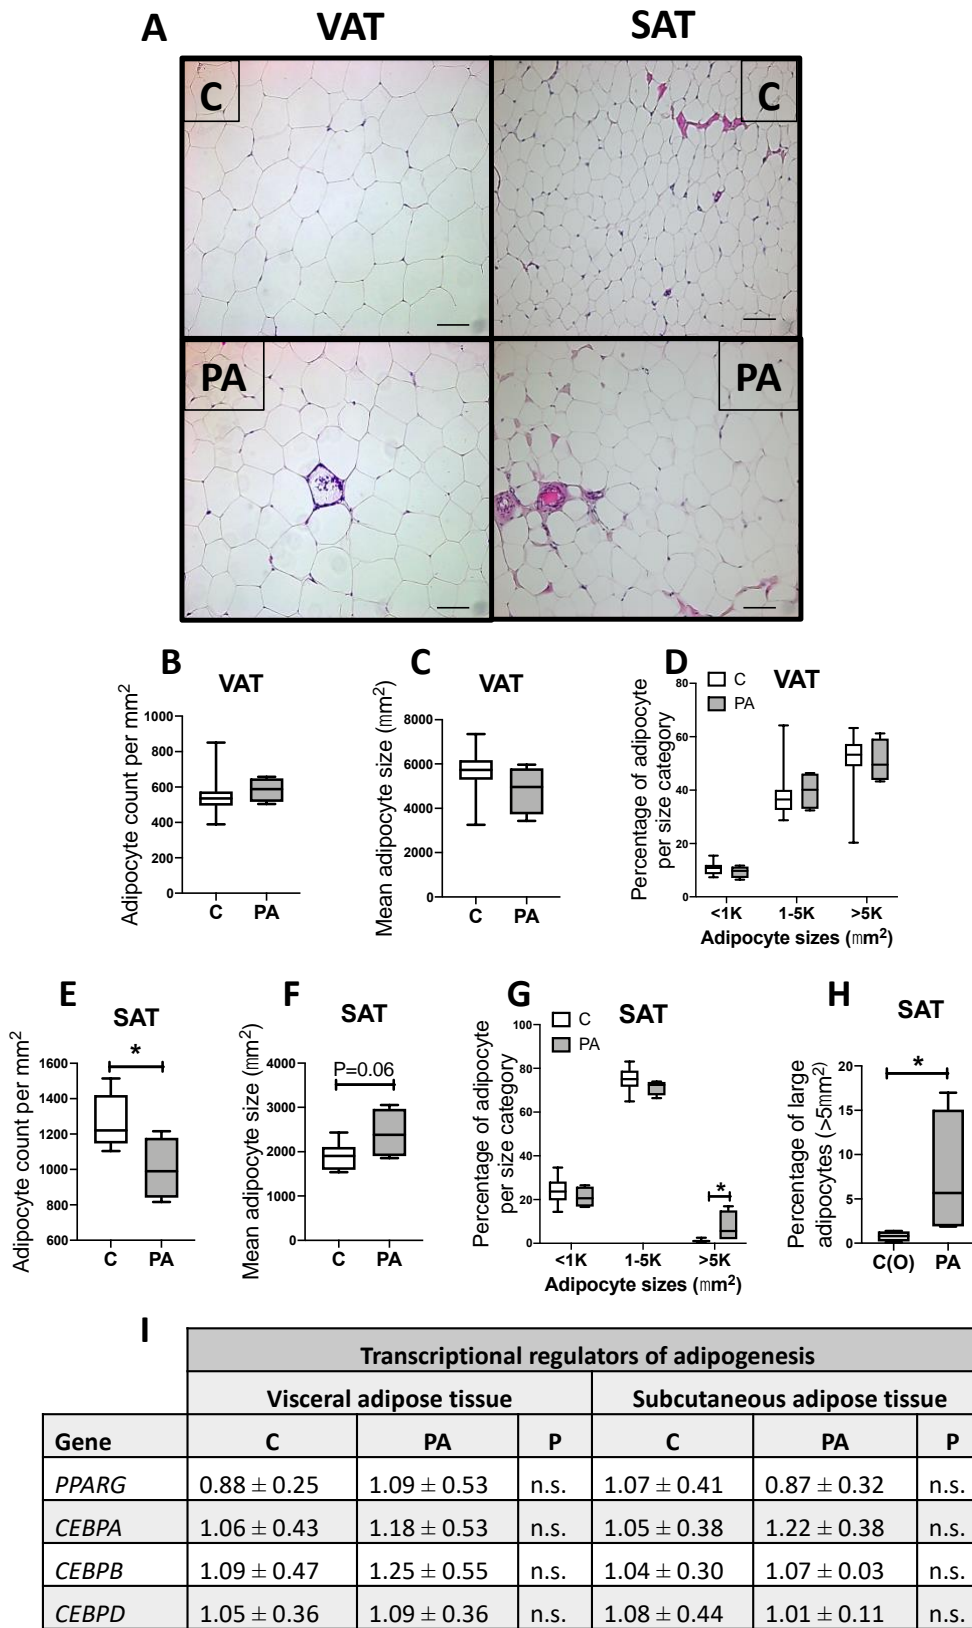 A VAT SAT
C C
PA PA
B VAT
Adipocyte count per mm²
1000
800
600
400
200
0
C PA
C VAT
Mean adipocyte size (mm²)
8000
6000
4000
2000
0
C PA
D VAT
C
PA
Percentage of adipocyte
per size category
80
60
40
20
0
<1K 1-5K >5K
Adipocyte sizes (mm²)
E SAT
Adipocyte count per mm²
1600
1400
1200
1000
800
600
*
C PA
F SAT
Mean adipocyte size (mm²)
4000
3000
2000
1000
0
P=0.06
C PA
G SAT
C
PA
Percentage of adipocyte
per size category
100
80
60
40
20
0
*
<1K 1-5K >5K
Adipocyte sizes (mm²)
H SAT
Percentage of large
adipocytes (>5mm²)
20
15
10
5
0
*
C(O) PA
I
Transcriptional regulators of adipogenesis
Visceral adipose tissue Subcutaneous adipose tissue
Gene C PA P C PA P
PPARG 0.88 ± 0.25 1.09 ± 0.53 n.s. 1.07 ± 0.41 0.87 ± 0.32 n.s.
CEBPA 1.06 ± 0.43 1.18 ± 0.53 n.s. 1.05 ± 0.38 1.22 ± 0.38 n.s.
CEBPB 1.09 ± 0.47 1.25 ± 0.55 n.s. 1.04 ± 0.30 1.07 ± 0.03 n.s.
CEBPD 1.05 ± 0.36 1.09 ± 0.36 n.s. 1.08 ± 0.44 1.01 ± 0.11 n.s.